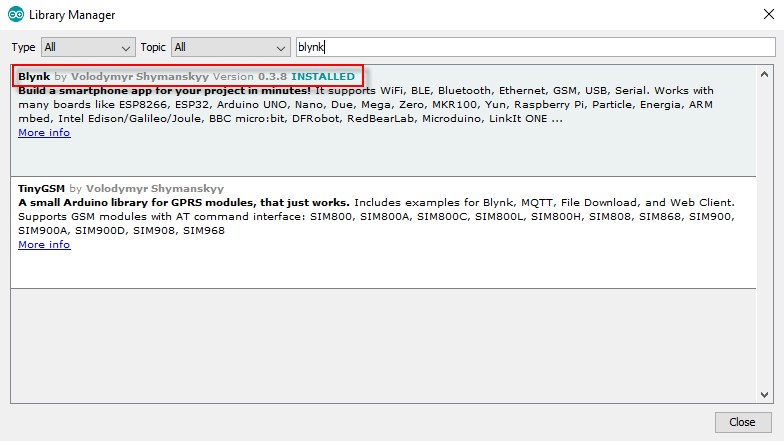 Library Manager
Type All Topic All blynk
Blynk by Volodymyr Shymanskyy Version 0.3.8 INSTALLED
Build a smartphone app for your project in minutes! It supports WiFi, BLE, Bluetooth, Ethernet, GSM, USB, Serial. Works with
many boards like ESP8266, ESP32, Arduino UNO, Nano, Due, Mega, Zero, MKR100, Yun, Raspberry Pi, Particle, Energia, ARM
mbed, Intel Edison/Galileo/Joule, BBC micro:bit, DFRobot, RedBearLab, Microduino, LinkIt ONE ...
More info
TinyGSM by Volodymyr Shymanskyy
A small Arduino library for GPRS modules, that just works. Includes examples for Blynk, MQTT, File Download, and Web Client.
Supports GSM modules with AT command interface: SIM800, SIM800A, SIM800C, SIM800L, SIM800H, SIM808, SIM868, SIM900,
SIM900A, SIM900D, SIM908, SIM968
More info
Close